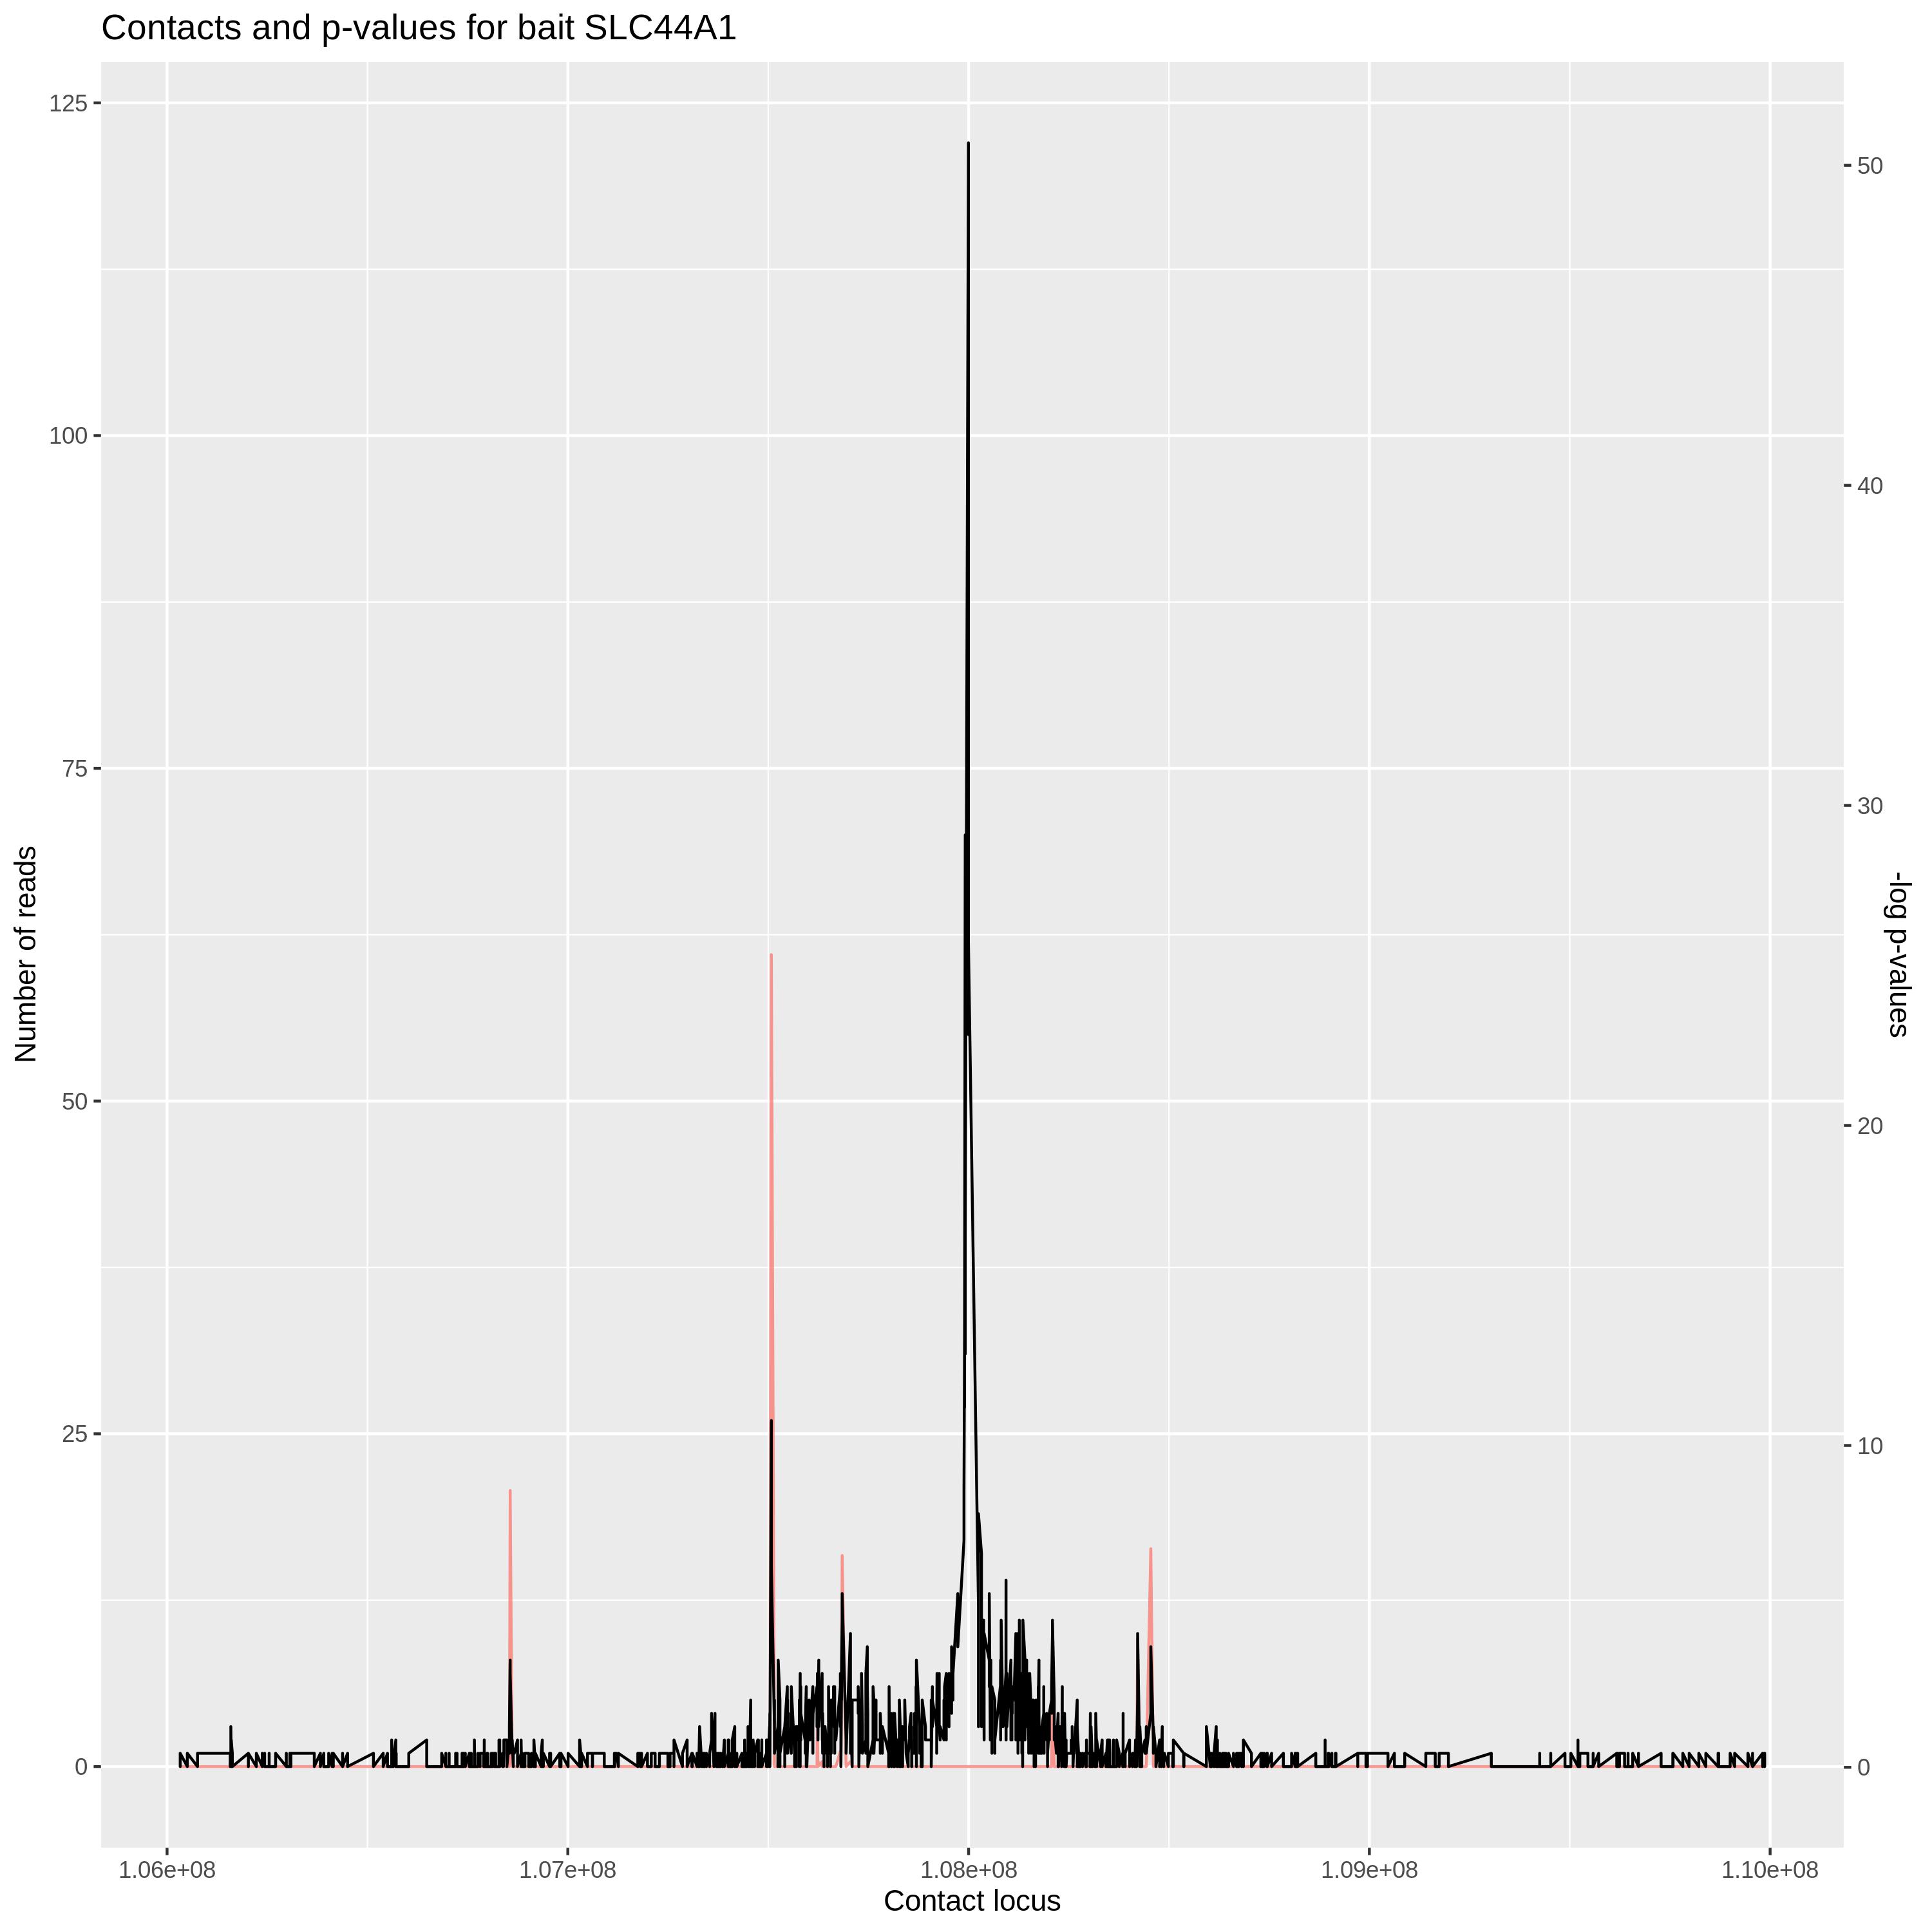 Contacts and p-values for bait SLC44A1
125
100
75
50
25
0
Number of reads
50
40
30
20
10
0
-log p-values
1.06e+08 1.07e+08 1.08e+08 1.09e+08 1.10e+08
Contact locus